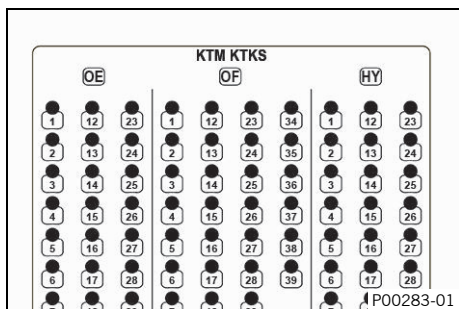 KTM KTKS
OE OF HY
1 12 23 1 12 23 34 1 12 23
2 13 24 2 13 24 35 2 13 24
3 14 25 3 14 25 36 3 14 25
4 15 26 4 15 26 37 4 15 26
5 16 27 5 16 27 38 5 16 27
6 17 28 6 17 28 39 6 17 28
P00283-01